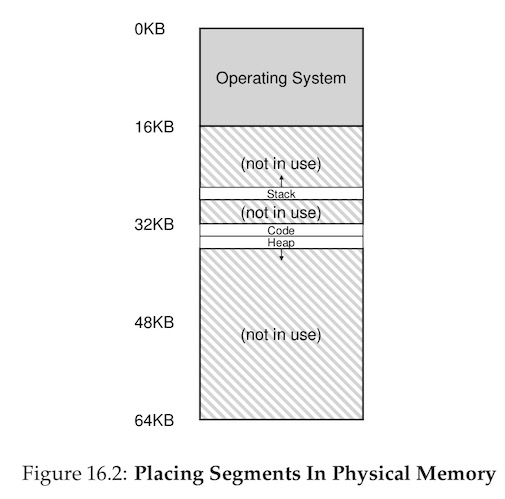 0KB
Operating System
16KB
(not in use)
Stack
(not in use)
32KB
Code
Heap
48KB
(not in use)
64KB
Figure 16.2: Placing Segments In Physical Memory